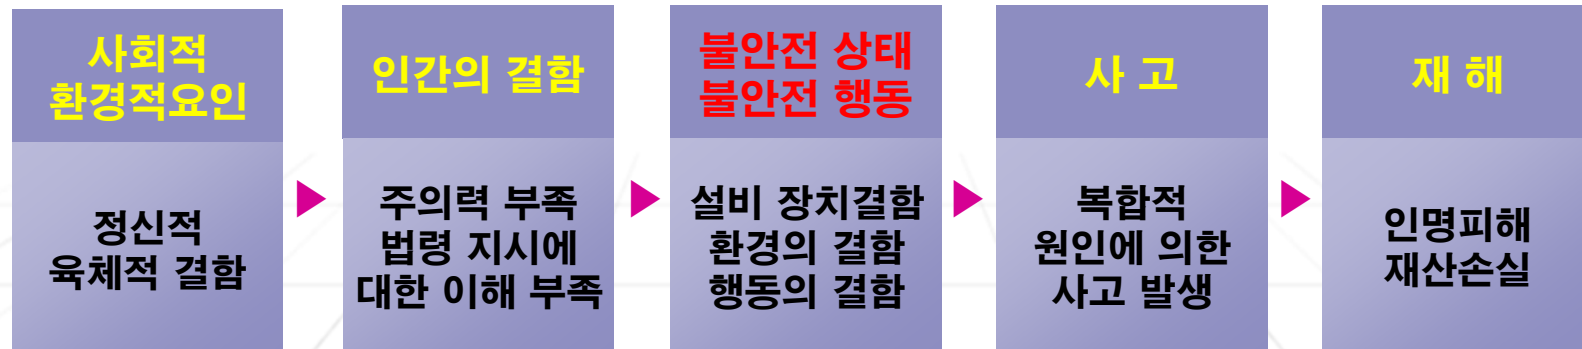 사회적
환경적요인
정신적
육체적 결함
인간의 결함
주의력 부족
법령 지시에
대한 이해 부족
불안전 상태
불안전 행동
설비 장치결함
환경의 결함
행동의 결함
사 고
복합적
원인에 의한
사고 발생
재 해
인명피해
재산손실